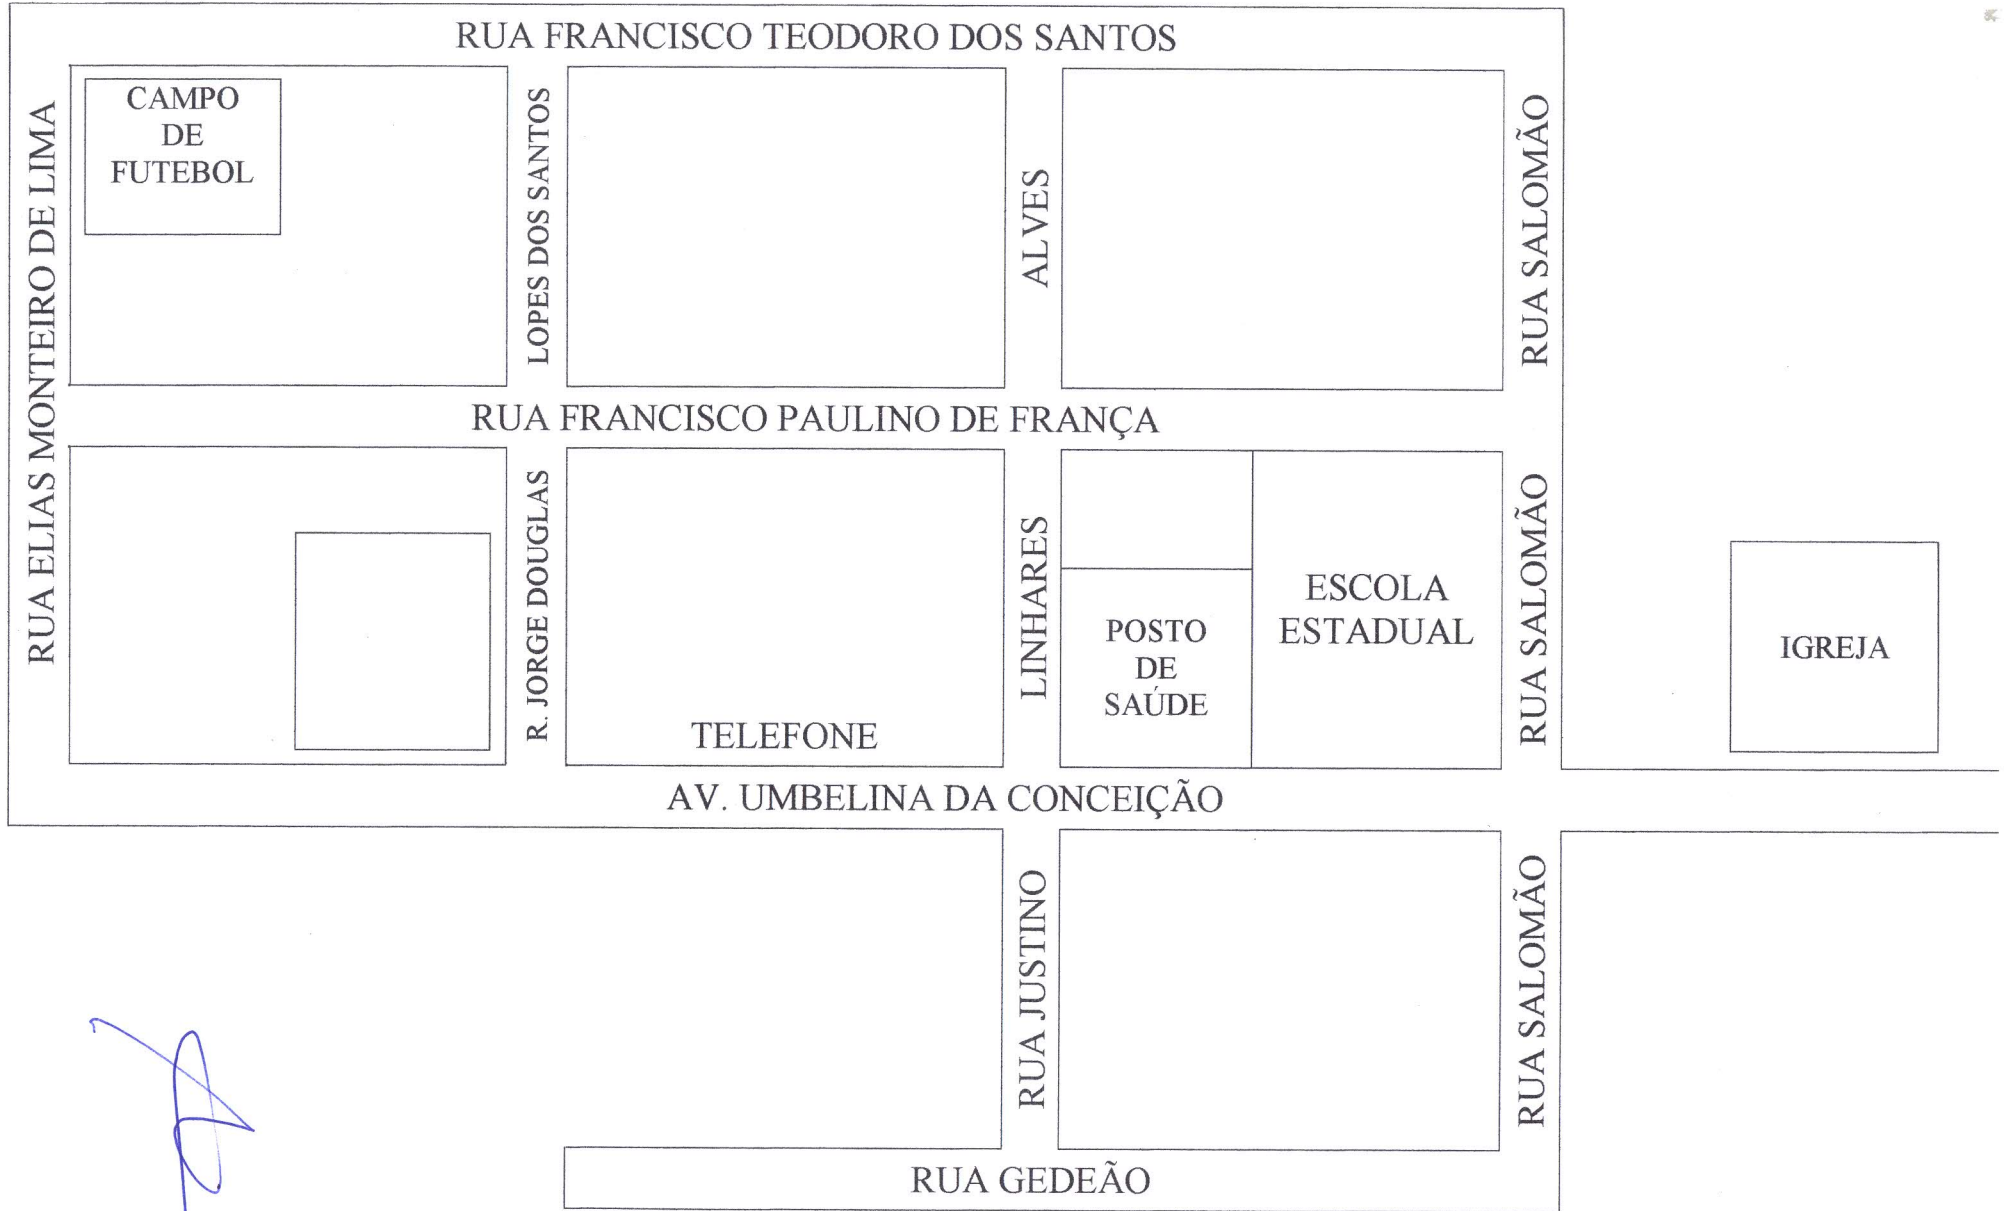 RUA FRANCISCO TEODORO DOS SANTOS
RUA ELIAS MONTEIRO DE LIMA
CAMPO
DE
FUTEBOL
LOPES DOS SANTOS
ALVES
RUA SALOMÃO
RUA FRANCISCO PAULINO DE FRANÇA
R. JORGE DOUGLAS
TELEFONE
LINHARES
POSTO
DE
SAÚDE
ESCOLA
ESTADUAL
RUA SALOMÃO
IGREJA
AV. UMBELINA DA CONCEIÇÃO
RUA JUSTINO
RUA SALOMÃO
RUA GEDEÃO